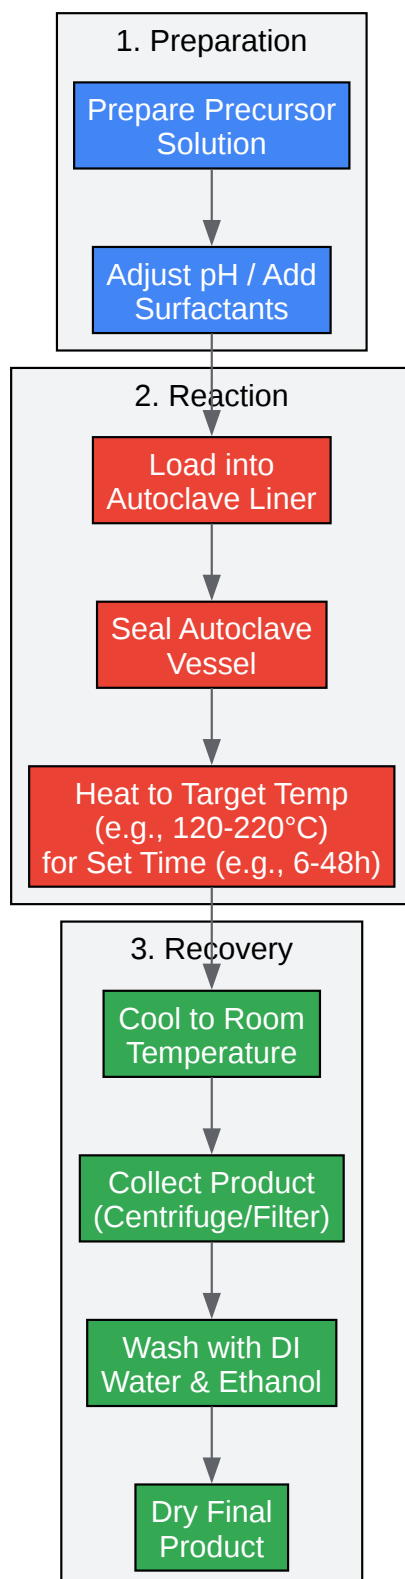 1. Preparation
Prepare Precursor
Solution
Adjust pH / Add
Surfactants
2. Reaction
Load into
Autoclave Liner
Seal Autoclave
Vessel
Heat to Target Temp
(e.g., 120-220°C)
for Set Time (e.g., 6-48h)
3. Recovery
Cool to Room
Temperature
Collect Product
(Centrifuge/Filter)
Wash with DI
Water & Ethanol
Dry Final
Product